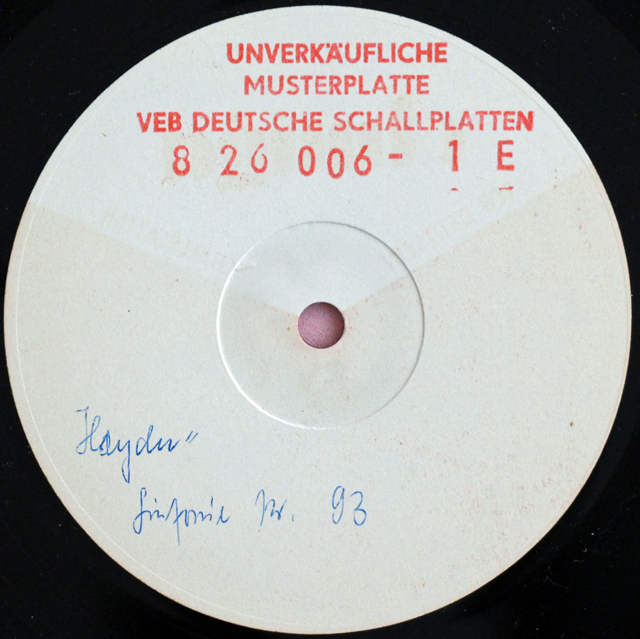 UNVERKÄUFLICHE
MUSTERPLATTE
VEB DEUTSCHE SCHALLPLATTEN
8 26 006 - 1 E
Haydn"
Sinfonie Nr. 93